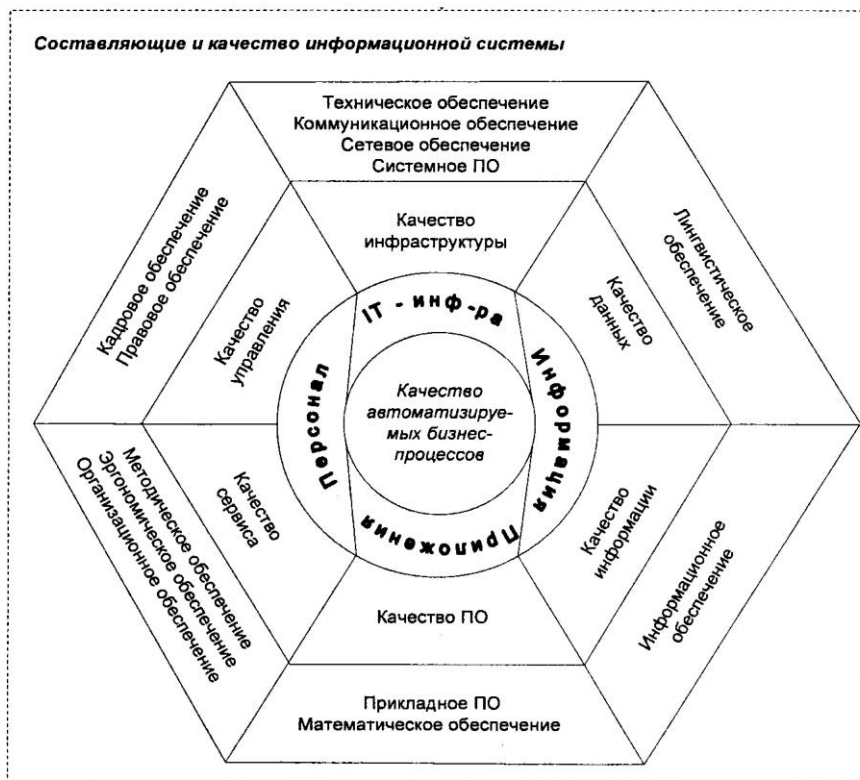 Составляющие и качество информационной системы
Техническое обеспечение
Коммуникационное обеспечение
Сетевое обеспечение
Системное ПО
Качество
инфраструктуры
Кадровое обеспечение
Правовое обеспечение
Качество
управления
IT - инф-ра
Качество
данных
Лингвистическое
обеспечение
Персонал
Качество
автоматизируе-
мых бизнес-
процессов
Информация
Методическое обеспечение
Эргономическое обеспечение
Организационное обеспечение
Качество
сервиса
Приложения
Качество
информации
Информационное
обеспечение
Качество ПО
Прикладное ПО
Математическое обеспечение